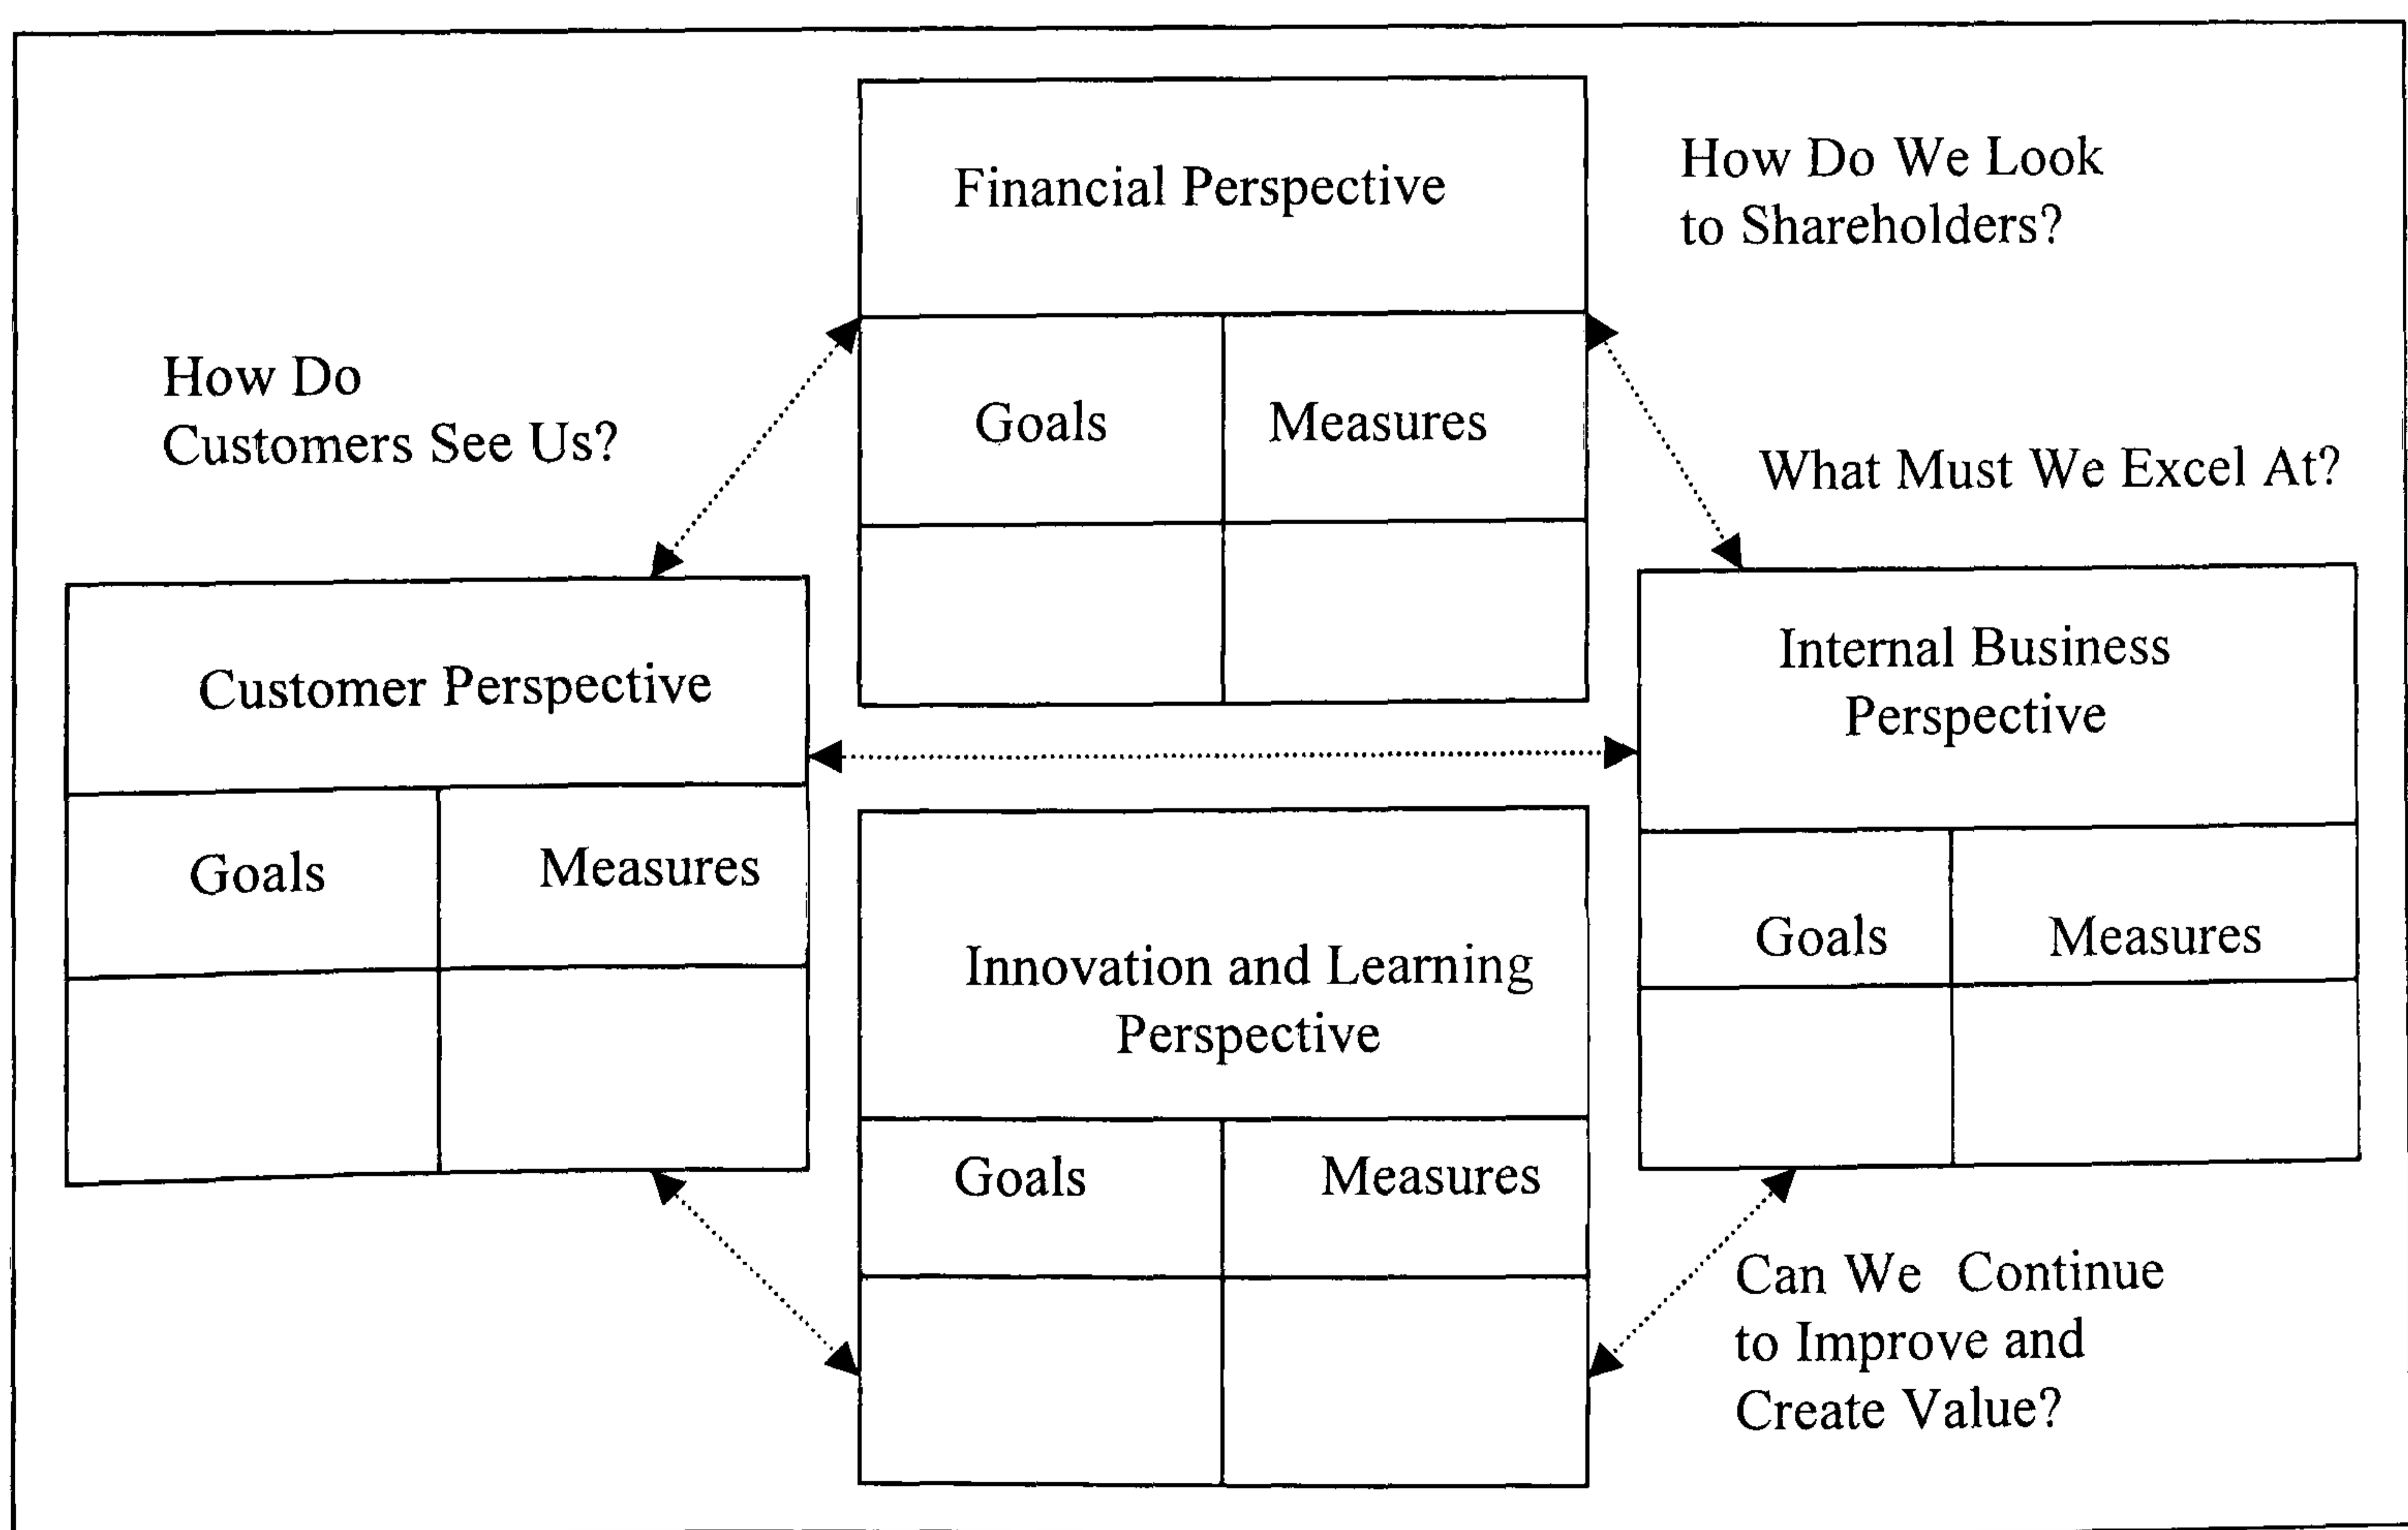 Financial Perspective
How Do We Look
to Shareholders?
Goals
Measures
How Do
Customers See Us?
What Must We Excel At?
Customer Perspective
Goals
Measures
Internal Business
Perspective
Goals
Measures
Innovation and Learning
Perspective
Goals
Measures
Can We Continue
to Improve and
Create Value?